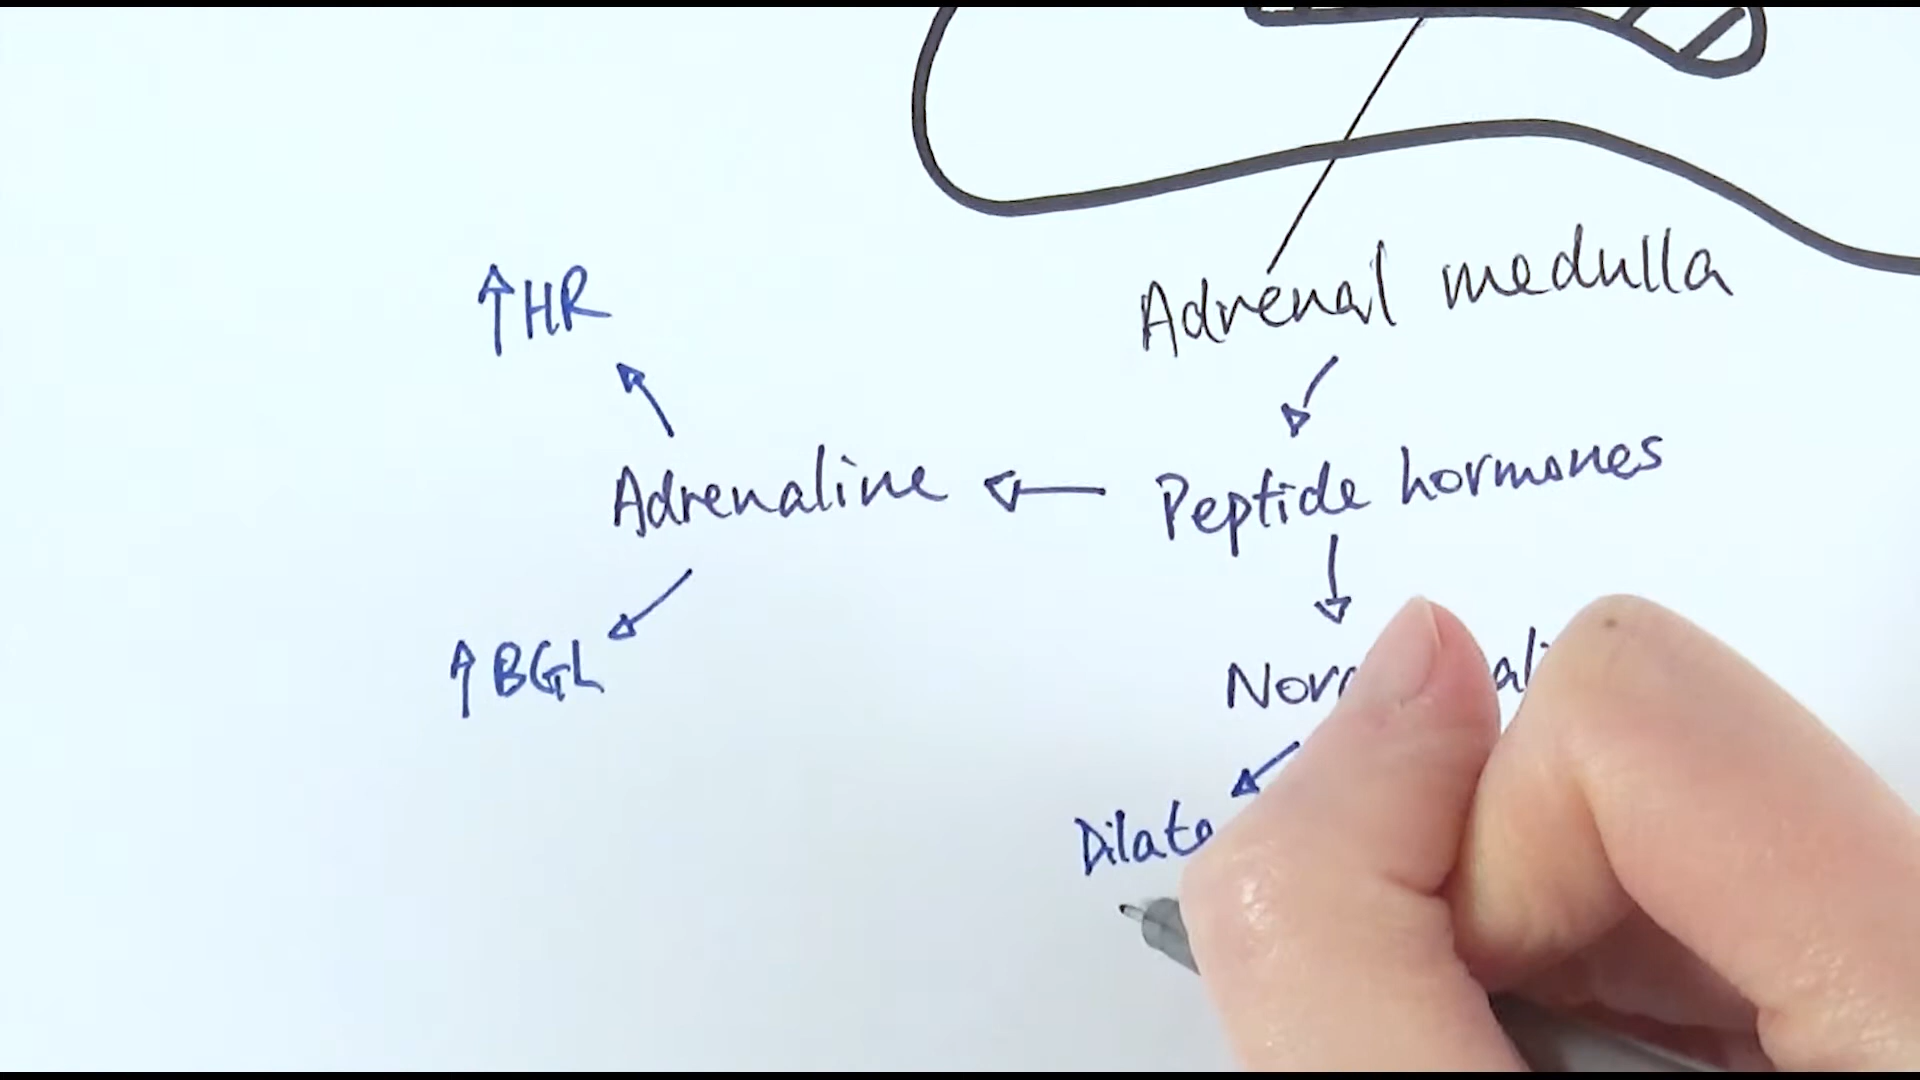 Adrenal medulla
↑HR
Adrenaline
Peptide hormones
↑BGL
Dilate